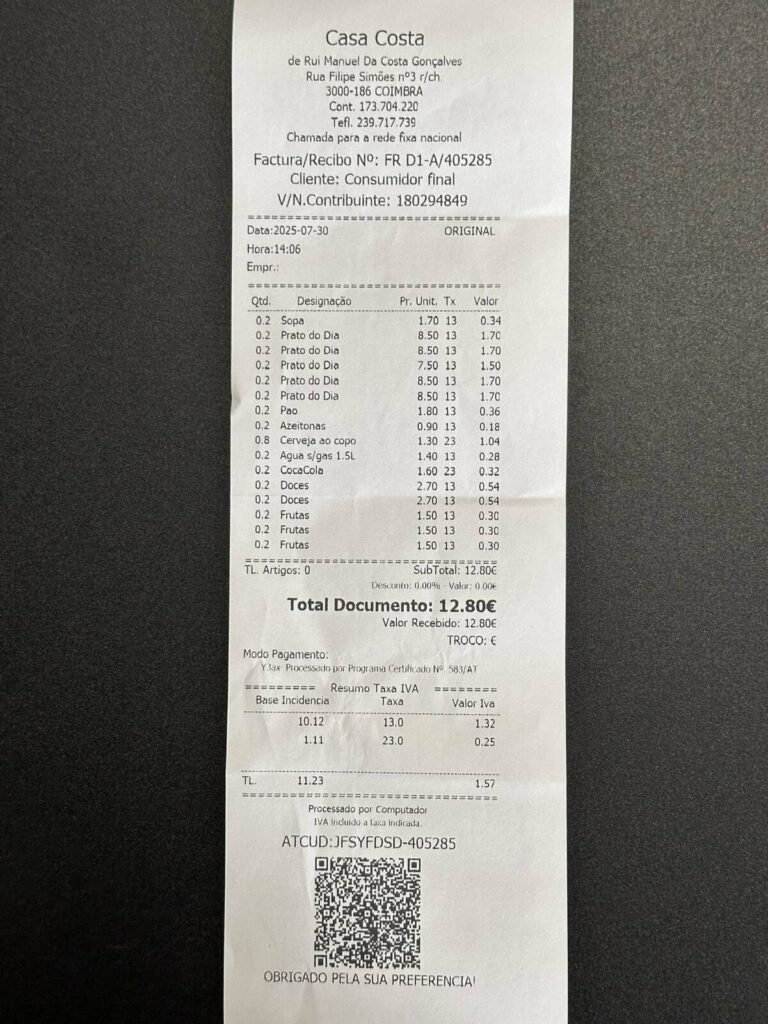 Casa Costa
de Rui Manuel Da Costa Gonçalves
Rua Filipe Simões nº3 r/ch.
3000-186 COIMBRA
Cont. 173.704.220
Tefl. 239.717.739
Chamada para a rede fixa nacional
Factura/Recibo Nº: FR D1-A/405285
Cliente: Consumidor final
V/N.Contribuinte: 180294849
Data:2025-07-30 ORIGINAL
Hora:14:06
Empr.:
Qtd. Designação Pr. Unit. Tx Valor
0.2 Sopa 1.70 13 0.34
0.2 Prato do Dia 8.50 13 1.70
0.2 Prato do Dia 8.50 13 1.70
0.2 Prato do Dia 7.50 13 1.50
0.2 Prato do Dia 8.50 13 1.70
0.2 Prato do Dia 8.50 13 1.70
0.2 Pao 1.80 13 0.36
0.2 Azeitonas 0.90 13 0.18
0.8 Cerveja ao copo 1.30 23 1.04
0.2 Agua s/gas 1.5L 1.40 13 0.28
0.2 CocaCola 1.60 23 0.32
0.2 Doces 2.70 13 0.54
0.2 Doces 2.70 13 0.54
0.2 Frutas 1.50 13 0.30
0.2 Frutas 1.50 13 0.30
0.2 Frutas 1.50 13 0.30
TL. Artigos: 0 SubTotal: 12.80€
Desconto: 0.00% - Valor: 0.00€
Total Documento: 12.80€
Valor Recebido: 12.80€
TROCO: €
Modo Pagamento:
Y.fax- Processado por Programa Certificado Nº. 583/AT
========= Resumo Taxa IVA ========
Base Incidencia Taxa Valor Iva
10.12 13.0 1.32
1.11 23.0 0.25
TL. 11.23 1.57
Processado por Computador
IVA incluido a taxa indicada.
ATCUD:JFSYFDSD-405285
OBRIGADO PELA SUA PREFERENCIA!